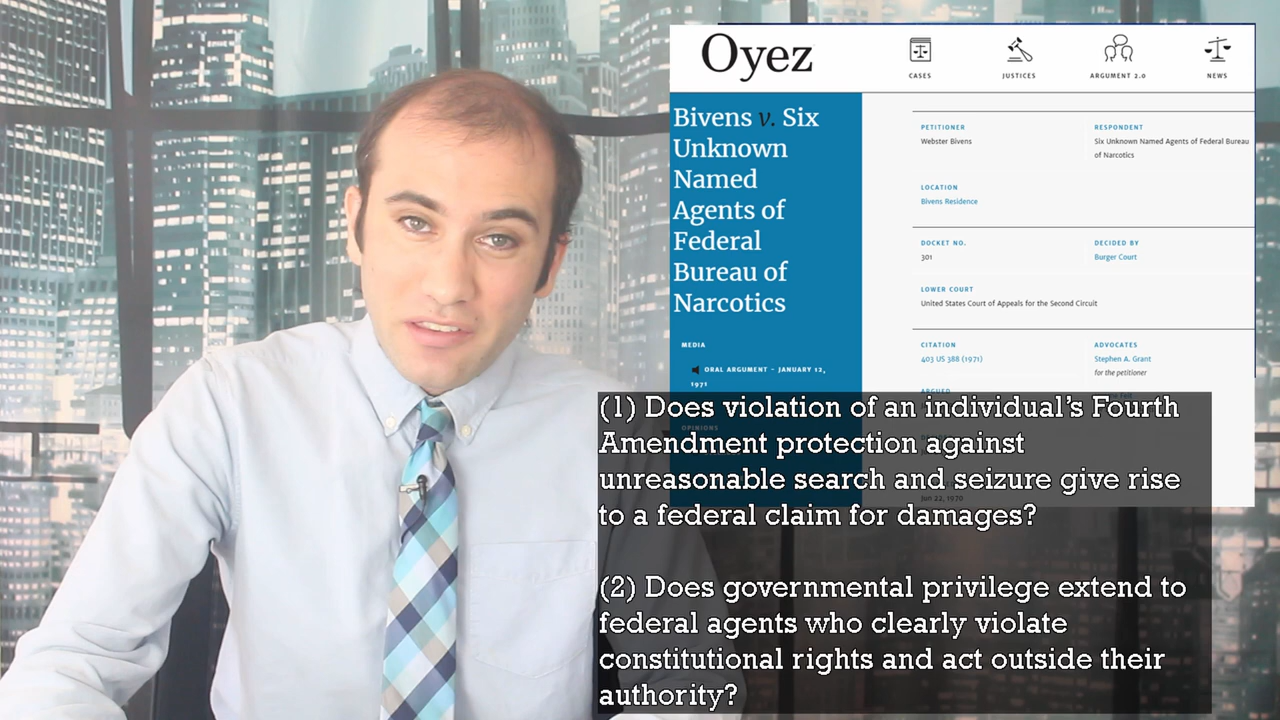 Oyez
CASES
JUSTICES
ARGUMENT 2.0
NEWS
Bivens v. Six
Unknown
Named
Agents of
Federal
Bureau of
Narcotics
MEDIA
ORAL ARGUMENT - JANUARY 12,
1971
OPINIONS
PETITIONER
Webster Bivens
RESPONDENT
Six Unknown Named Agents of Federal Bureau
of Narcotics
LOCATION
Bivens Residence
DOCKET NO.
301
DECIDED BY
Burger Court
LOWER COURT
United States Court of Appeals for the Second Circuit
CITATION
403 US 388 (1971)
ADVOCATES
Stephen A. Grant
for the petitioner
ARGUED
Jun 22, 1970
(1) Does violation of an individual’s Fourth
Amendment protection against
unreasonable search and seizure give rise
to a federal claim for damages?
(2) Does governmental privilege extend to
federal agents who clearly violate
constitutional rights and act outside their
authority?